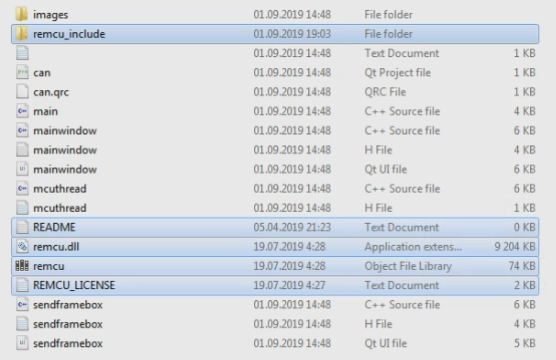 images 01.09.2019 14:48 File folder
remcu_include 01.09.2019 19:03 File folder
01.09.2019 14:48 Text Document 1 KB
can 01.09.2019 14:48 Qt Project file 1 KB
can.qrc 01.09.2019 14:48 QRC File 1 KB
main 01.09.2019 14:48 C++ Source file 4 KB
mainwindow 01.09.2019 14:48 C++ Source file 6 KB
mainwindow 01.09.2019 14:48 H File 4 KB
mainwindow 01.09.2019 14:48 Qt UI file 6 KB
mcuthread 01.09.2019 14:48 C++ Source file 6 KB
mcuthread 01.09.2019 14:48 H File 1 KB
README 05.04.2019 21:23 Text Document 0 KB
remcu.dll 19.07.2019 4:28 Application extens... 9 204 KB
remcu 19.07.2019 4:28 Object File Library 74 KB
REMCU_LICENSE 19.07.2019 4:27 Text Document 2 KB
sendframebox 01.09.2019 14:48 C++ Source file 6 KB
sendframebox 01.09.2019 14:48 H File 4 KB
sendframebox 01.09.2019 14:48 Qt UI file 5 KB